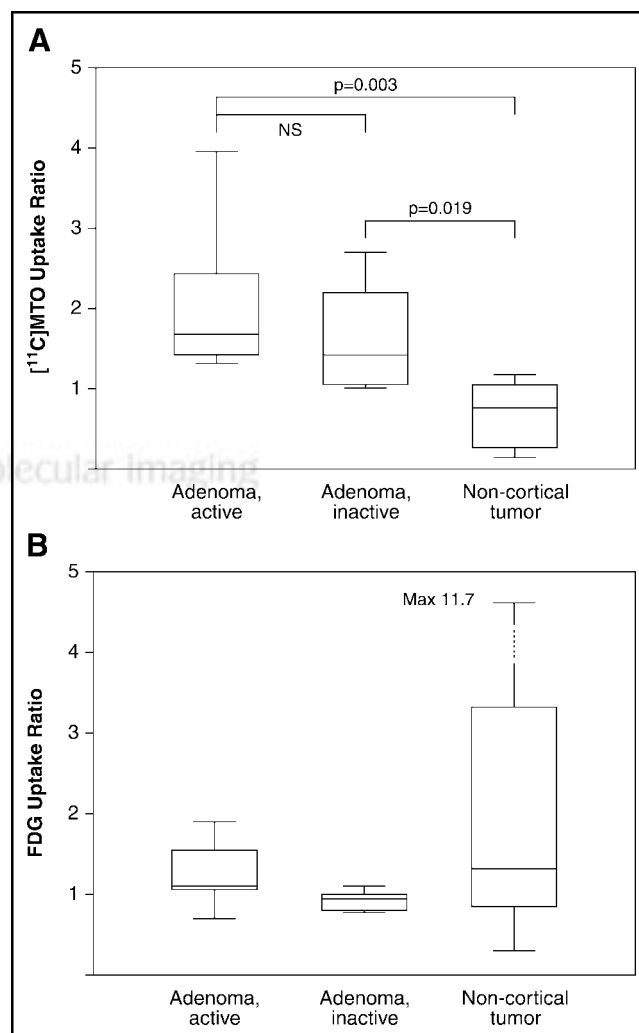 A
5
p=0.003
NS
4
3
p=0.019
2
1
[¹¹C]MTO Uptake Ratio
olecular imaging
Adenoma, active
Adenoma, inactive
Non-cortical tumor
B
5
Max 11.7
4
3
2
1
FDG Uptake Ratio
Adenoma, active
Adenoma, inactive
Non-cortical tumor